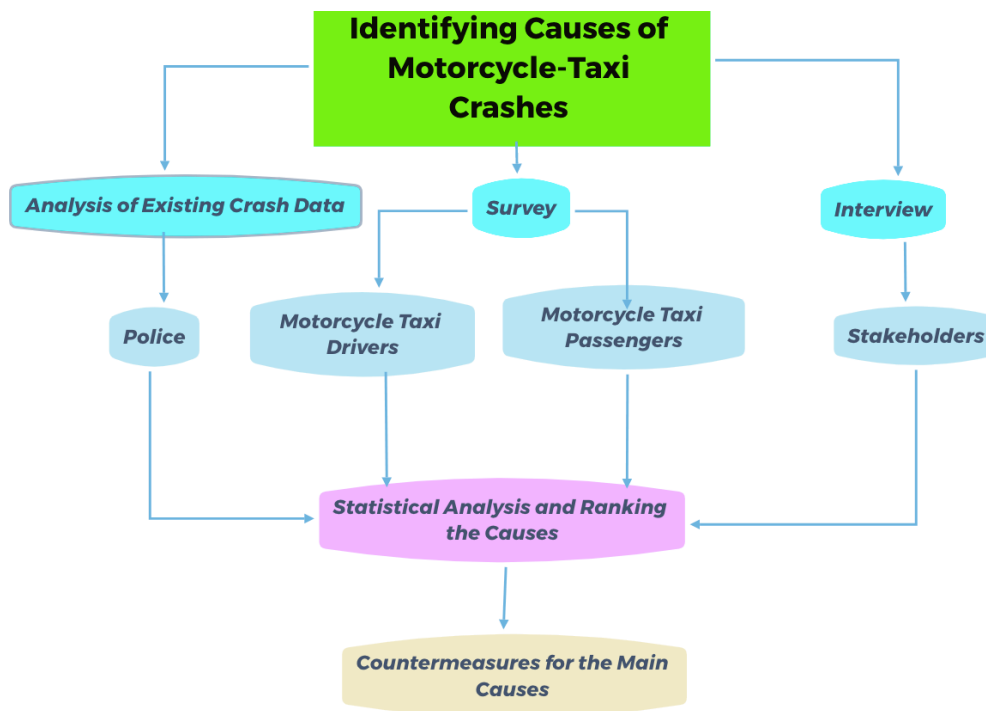 Identifying Causes of
Motorcycle-Taxi
Crashes
Analysis of Existing Crash Data
Survey
Interview
Police
Motorcycle Taxi
Drivers
Motorcycle Taxi
Passengers
Stakeholders
Statistical Analysis and Ranking
the Causes
Countermeasures for the Main
Causes